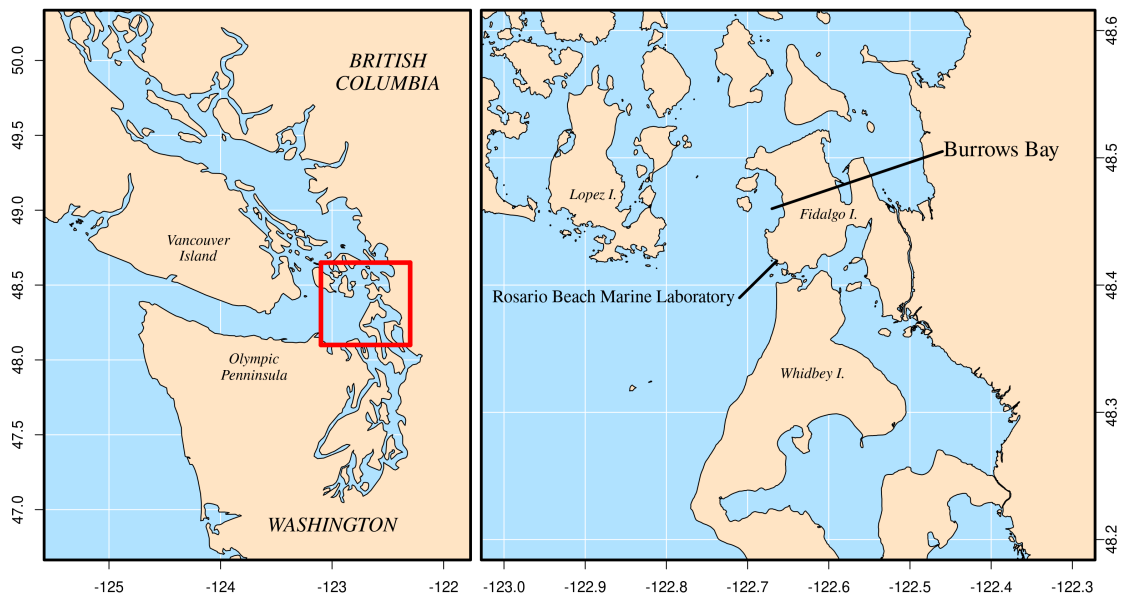 BRITISH
COLUMBIA
Vancouver
Island
Olympic
Penninsula
WASHINGTON
50.0
49.5
49.0
48.5
48.0
47.5
47.0
-125
-124
-123
-122
Burrows Bay
Lopez I.
Fidalgo I.
Rosario Beach Marine Laboratory
Whidbey I.
48.6
48.5
48.4
48.3
48.2
-123.0
-122.9
-122.8
-122.7
-122.6
-122.5
-122.4
-122.3